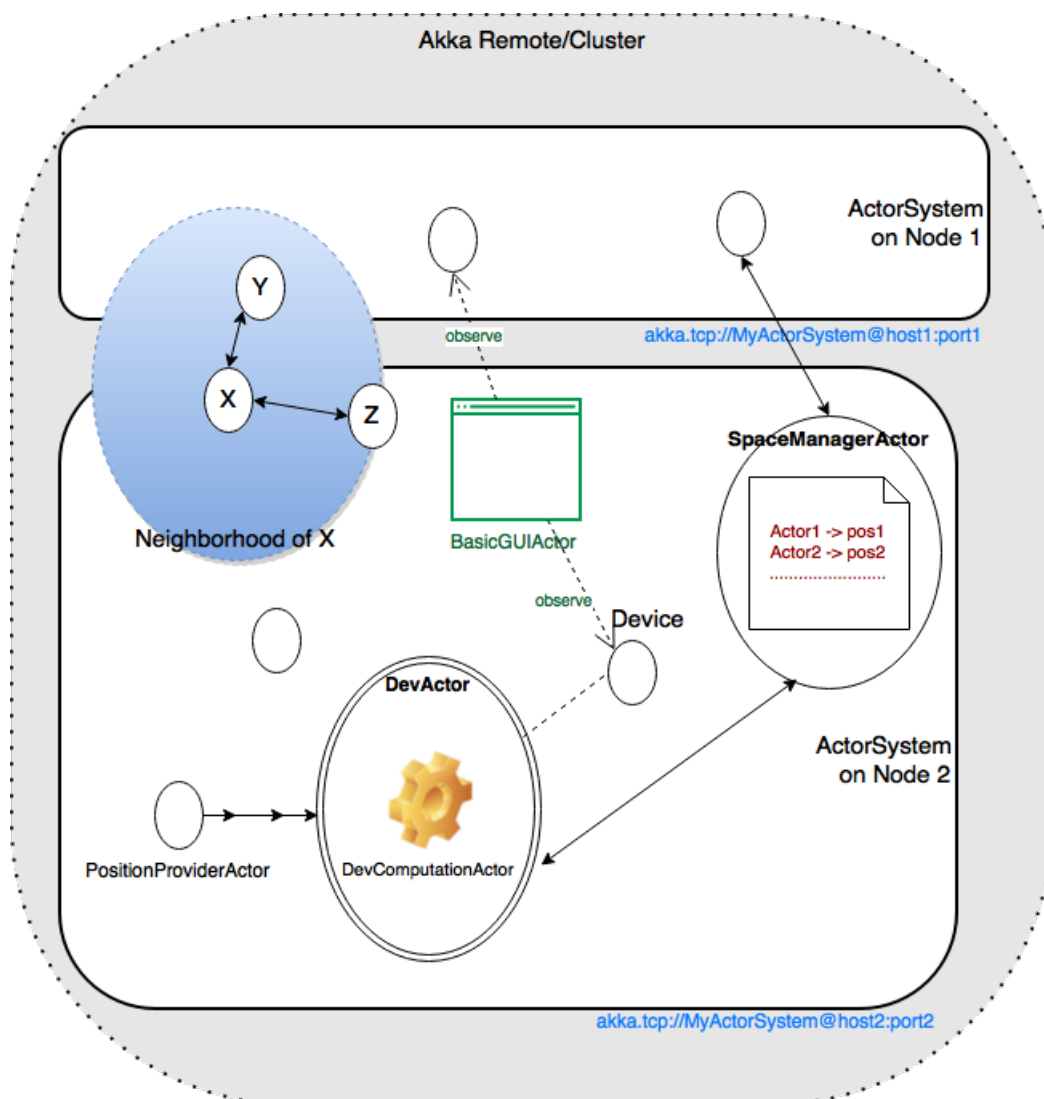 Akka Remote/Cluster
ActorSystem
on Node 1
Y
observe
akka.tcp://MyActorSystem@host1:port1
X
Z
SpaceManagerActor
Neighborhood of X
BasicGUIActor
Actor1 -> pos1
Actor2 -> pos2
........................
observe
Device
DevActor
ActorSystem
on Node 2
PositionProviderActor
DevComputationActor
akka.tcp://MyActorSystem@host2:port2